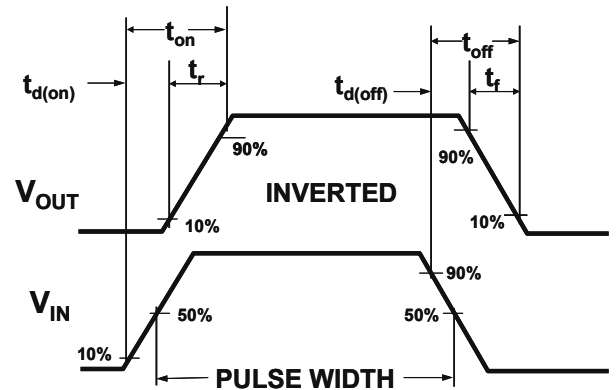 t_on t_off
t_d(on) t_r t_d(off) t_f
90% 90%
V_OUT INVERTED
10% 10%
90%
V_IN 50% 50%
10%
PULSE WIDTH